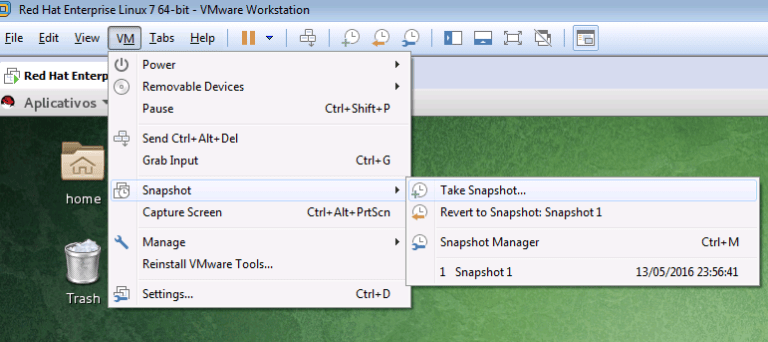 Red Hat Enterprise Linux 7 64-bit - VMware Workstation
File Edit View VM Tabs Help
Red Hat Enterp
Aplicativos
Power
Removable Devices
Pause Ctrl+Shift+P
Send Ctrl+Alt+Del
Grab Input Ctrl+G
Snapshot
Capture Screen Ctrl+Alt+PrtScn
Manage
Reinstall VMware Tools...
Settings... Ctrl+D
Take Snapshot...
Revert to Snapshot: Snapshot 1
Snapshot Manager Ctrl+M
1 Snapshot 1 13/05/2016 23:56:41
home
Trash